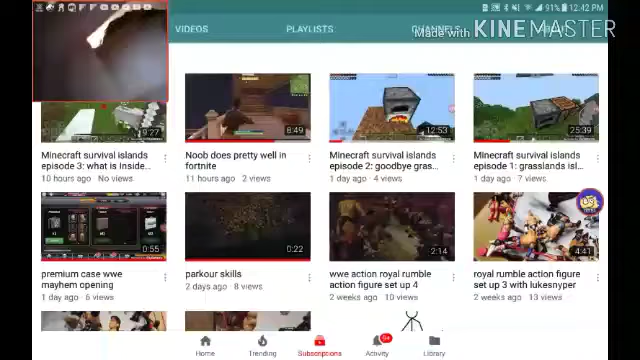 91% 12:42 PM
VIDEOS PLAYLISTS CHANNELS
Made with KINEMASTER
9:27 8:49 12:53 25:39
Minecraft survival islands
episode 3: what is Inside...
10 hours ago · No views
Noob does pretty well in
fortnite
11 hours ago · 2 views
Minecraft survival islands
episode 2: goodbye gras...
1 day ago · 4 views
Minecraft survival islands
episode 1: grasslands isl...
1 day ago · 7 views
0:55 0:22 2:14 4:41
premium case wwe
mayhem opening
1 day ago · 6 views
parkour skills
2 days ago · 8 views
wwe action royal rumble
action figure set up 4
2 weeks ago · 10 views
royal rumble action figure
set up 3 with lukesnyper
2 weeks ago · 13 views
9+
Home Trending Subscriptions Activity Library